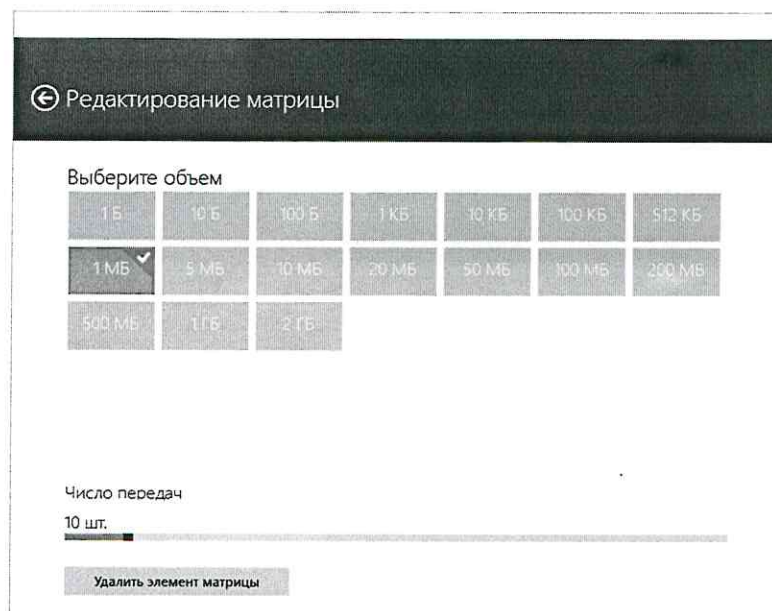 Редактирование матрицы
Выберите объем
1 Б 10 Б 100 Б 1 КБ 10 КБ 100 КБ 512 КБ
1 МБ 5 МБ 10 МБ 20 МБ 50 МБ 100 МБ 200 МБ
500 МБ 1 ГБ 2 ГБ
Число передач
10 шт.
Удалить элемент матрицы